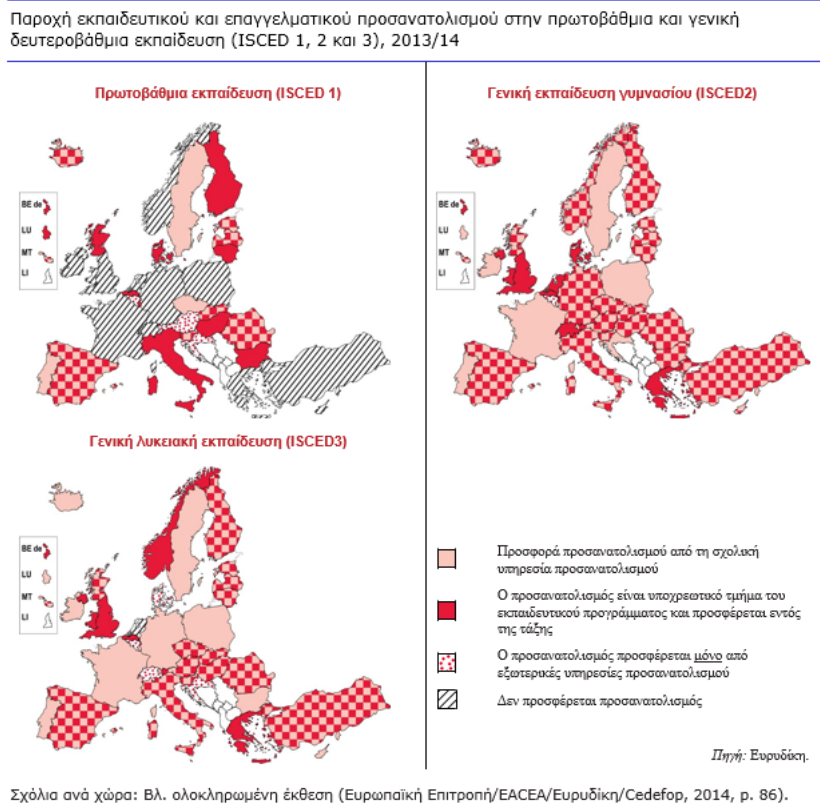 Παροχή εκπαιδευτικού και επαγγελματικού προσανατολισμού στην πρωτοβάθμια και γενική
δευτεροβάθμια εκπαίδευση (ISCED 1, 2 και 3), 2013/14
Πρωτοβάθμια εκπαίδευση (ISCED 1)
BE de
LU
MT
LI
Γενική εκπαίδευση γυμνασίου (ISCED2)
BE de
LU
MT
LI
Γενική λυκειακή εκπαίδευση (ISCED3)
BE de
LU
MT
LI
Προσφορά προσανατολισμού από τη σχολική
υπηρεσία προσανατολισμού
Ο προσανατολισμός είναι υποχρεωτικό τμήμα του
εκπαιδευτικού προγράμματος και προσφέρεται εντός
της τάξης
Ο προσανατολισμός προσφέρεται μόνο από
εξωτερικές υπηρεσίες προσανατολισμού
Δεν προσφέρεται προσανατολισμός
Πηγή: Ευρυδίκη.
Σχόλια ανά χώρα: Βλ. ολοκληρωμένη έκθεση (Ευρωπαϊκή Επιτροπή/EACEA/Ευρυδίκη/Cedefop, 2014, p. 86).